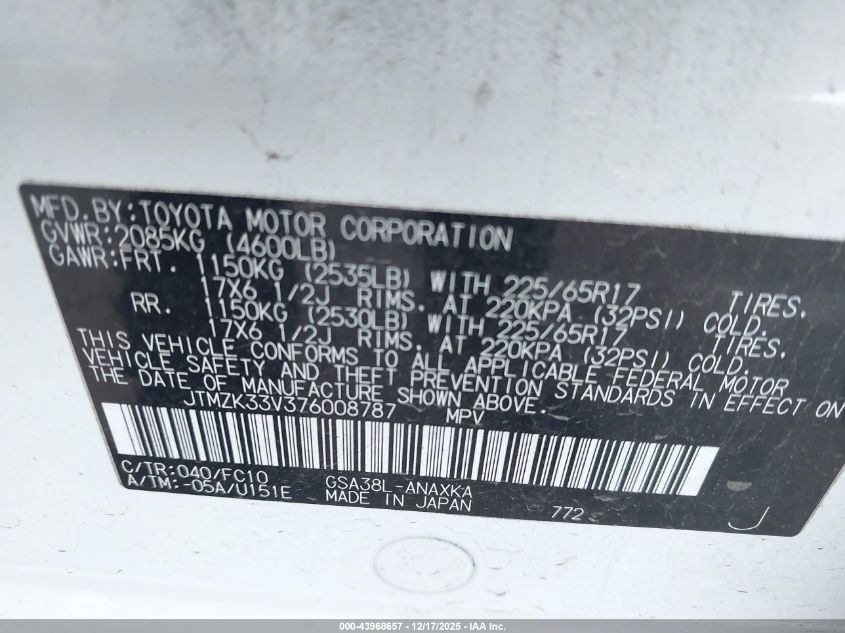 MFD. BY: TOYOTA MOTOR CORPORATION
GVWR: 2085KG (4600LB)
GAWR: FRT. 1150KG (2535LB) WITH 225/65R17 TIRES.
17X6 1/2J RIMS. AT 220KPA (32PSI) COLD.
RR. 1150KG (2530LB) WITH 225/65R17 TIRES.
17X6 1/2J RIMS. AT 220KPA (32PSI) COLD.
THIS VEHICLE CONFORMS TO ALL APPLICABLE FEDERAL MOTOR
VEHICLE SAFETY AND THEFT PREVENTION STANDARDS IN EFFECT ON
THE DATE OF MANUFACTURE SHOWN ABOVE.
JTMZK33V376008787 MPV
C/TR: 040/FC10 GSA38L-ANAXKA
A/TM: -05A/U151E MADE IN JAPAN 772 J
000-43968657 - 12/17/2025 - IAA Inc.